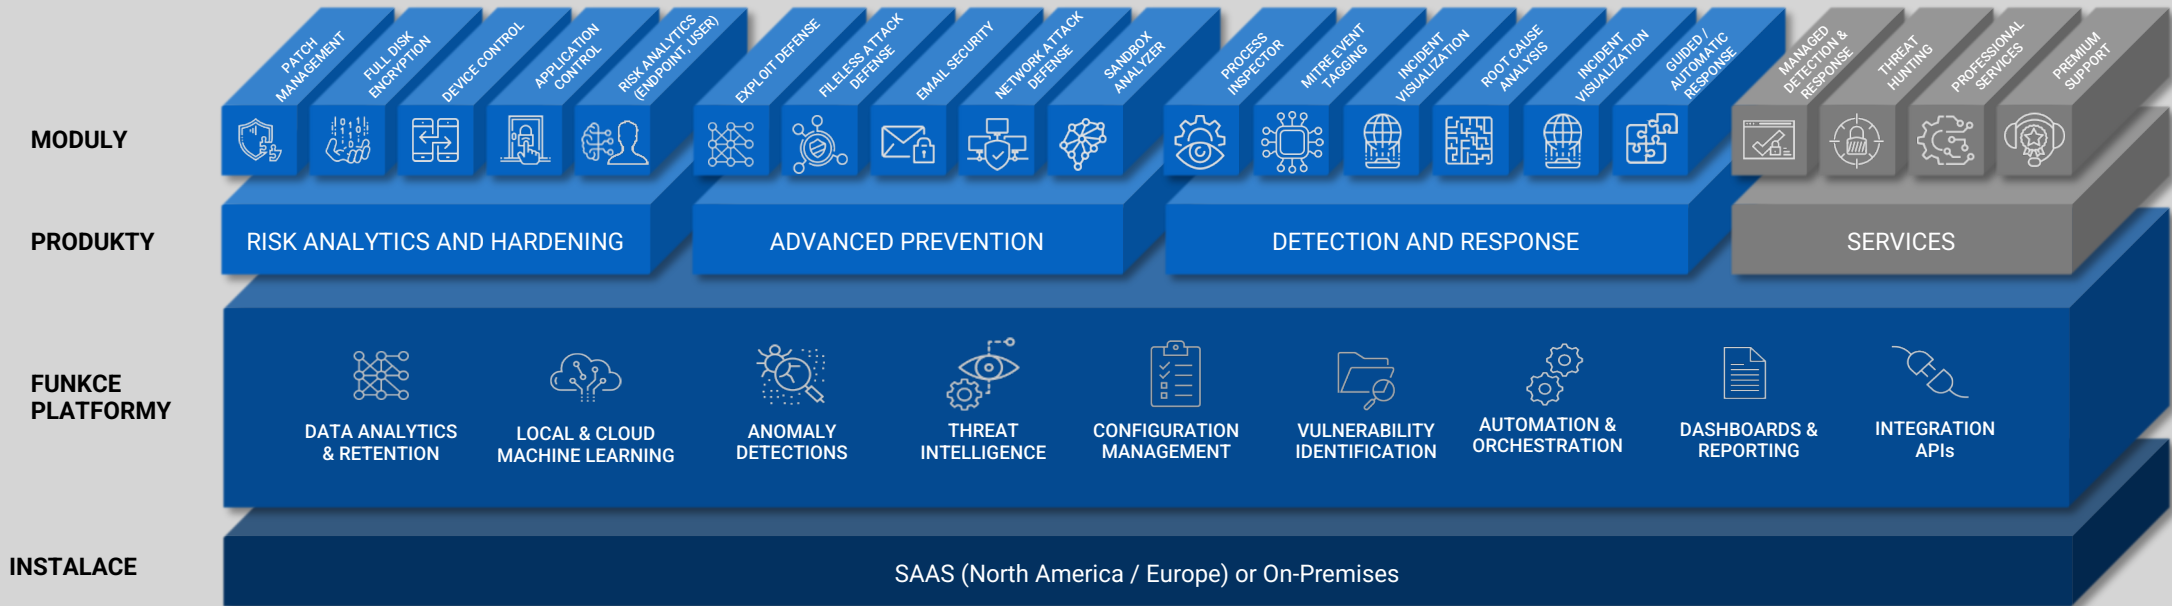 MODULY
PATCH
MANAGEMENT
FULL DISK
ENCRYPTION
DEVICE CONTROL
APPLICATION
CONTROL
RISK ANALYTICS
(ENDPOINT, USER)
EXPLOIT DEFENSE
FILELESS ATTACK
DEFENSE
EMAIL SECURITY
NETWORK ATTACK
DEFENSE
SANDBOX
ANALYZER
PROCESS
INSPECTOR
MITRE EVENT
TAGGING
INCIDENT
VISUALIZATION
ROOT CAUSE
ANALYSIS
INCIDENT
VISUALIZATION
GUIDED /
AUTOMATIC
RESPONSE
MANAGED
DETECTION &
RESPONSE
THREAT
HUNTING
PROFESSIONAL
SERVICES
PREMIUM
SUPPORT
PRODUKTY
RISK ANALYTICS AND HARDENING
ADVANCED PREVENTION
DETECTION AND RESPONSE
SERVICES
FUNKCE
PLATFORMY
DATA ANALYTICS
& RETENTION
LOCAL & CLOUD
MACHINE LEARNING
ANOMALY
DETECTIONS
THREAT
INTELLIGENCE
CONFIGURATION
MANAGEMENT
VULNERABILITY
IDENTIFICATION
AUTOMATION &
ORCHESTRATION
DASHBOARDS &
REPORTING
INTEGRATION
APIs
INSTALACE
SAAS (North America / Europe) or On-Premises